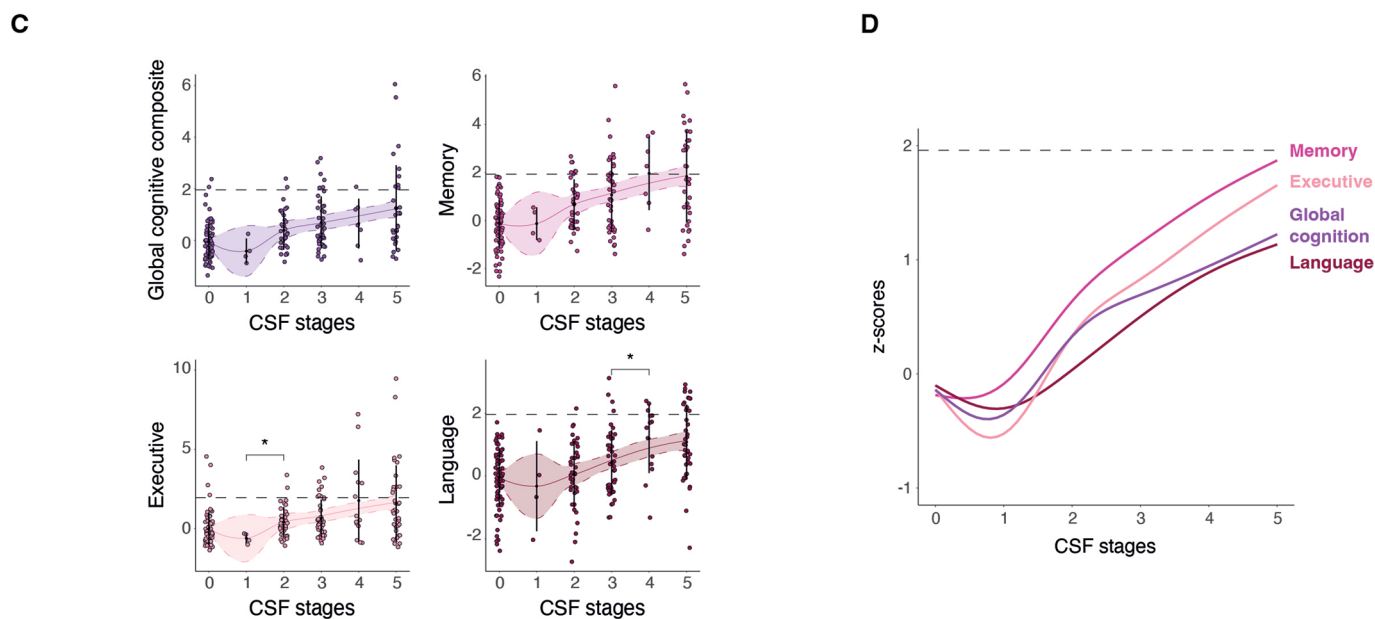 C
D
Global cognitive composite
6
4
2
0
0 1 2 3 4 5
CSF stages
Memory
6
4
2
0
-2
0 1 2 3 4 5
CSF stages
Executive
10
5
0
*
0 1 2 3 4 5
CSF stages
Language
2
0
-2
*
0 1 2 3 4 5
CSF stages
z-scores
2
1
0
-1
0 1 2 3 4 5
CSF stages
Memory
Executive
Global
cognition
Language